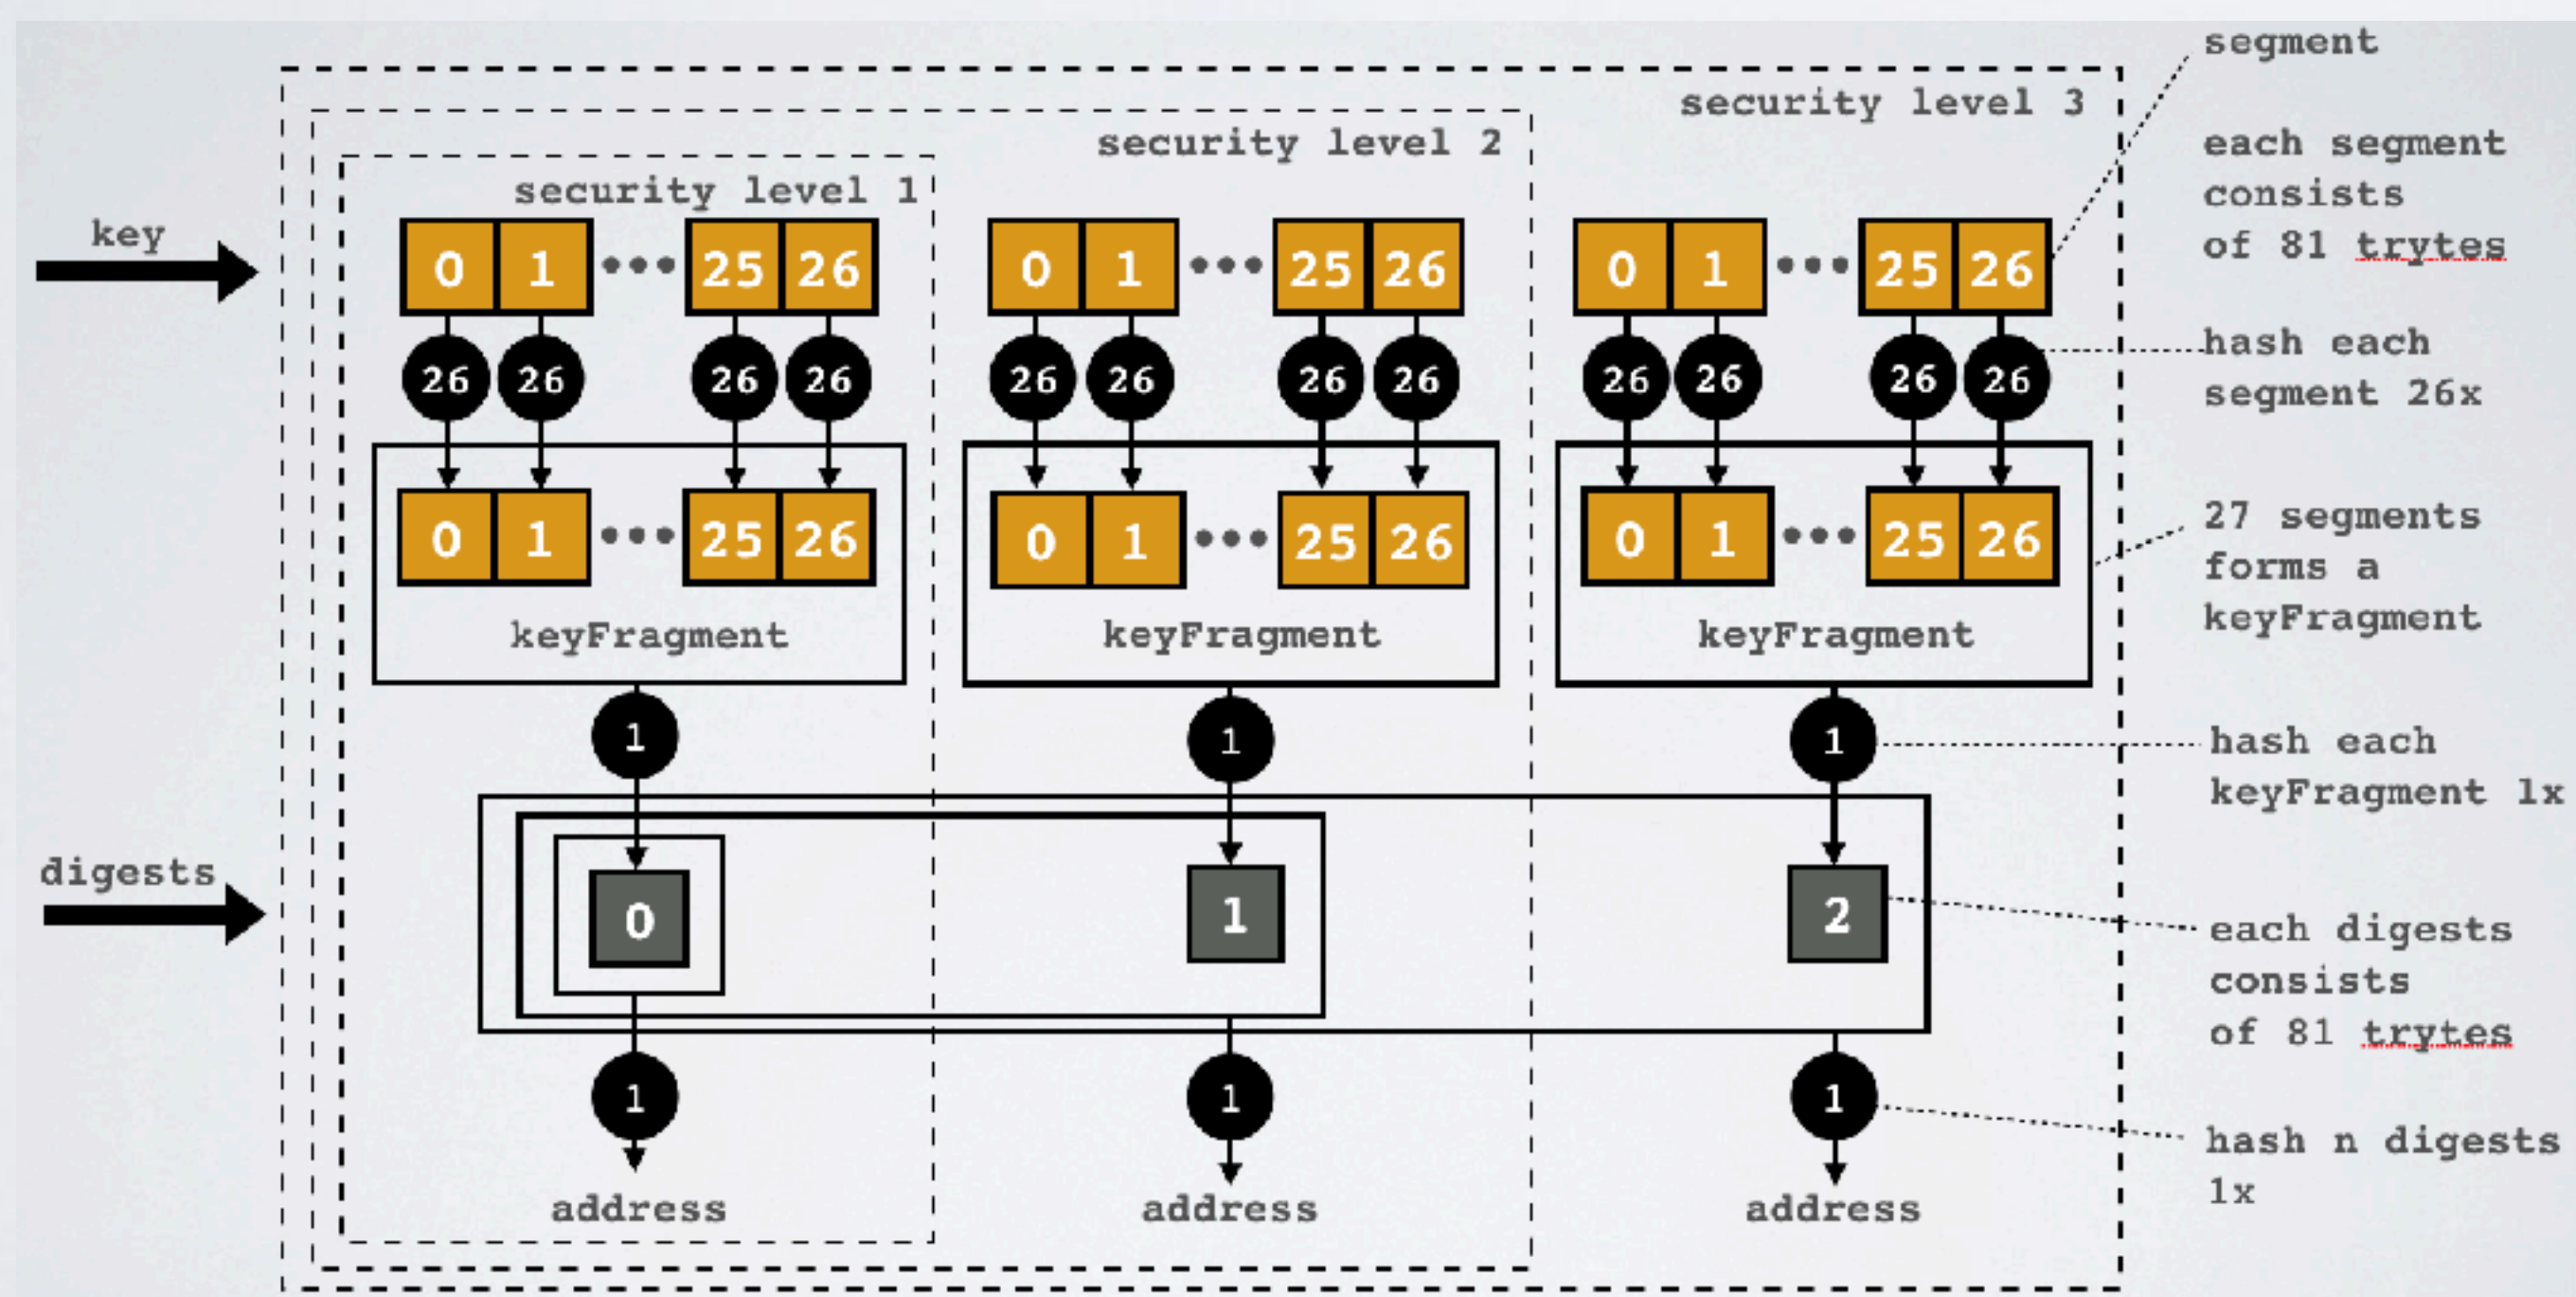 segment
security level 3
each segment
consists
of 81 trytes
security level 2
security level 1
key
0 1 ••• 25 26
0 1 ••• 25 26
0 1 ••• 25 26
26 26 26 26
26 26 26 26
26 26 26 26
hash each
segment 26x
0 1 ••• 25 26
0 1 ••• 25 26
0 1 ••• 25 26
27 segments
forms a
keyFragment
keyFragment
keyFragment
keyFragment
1
1
1
hash each
keyFragment 1x
digests
0
1
2
each digests
consists
of 81 trytes
1
1
1
hash n digests
1x
address
address
address